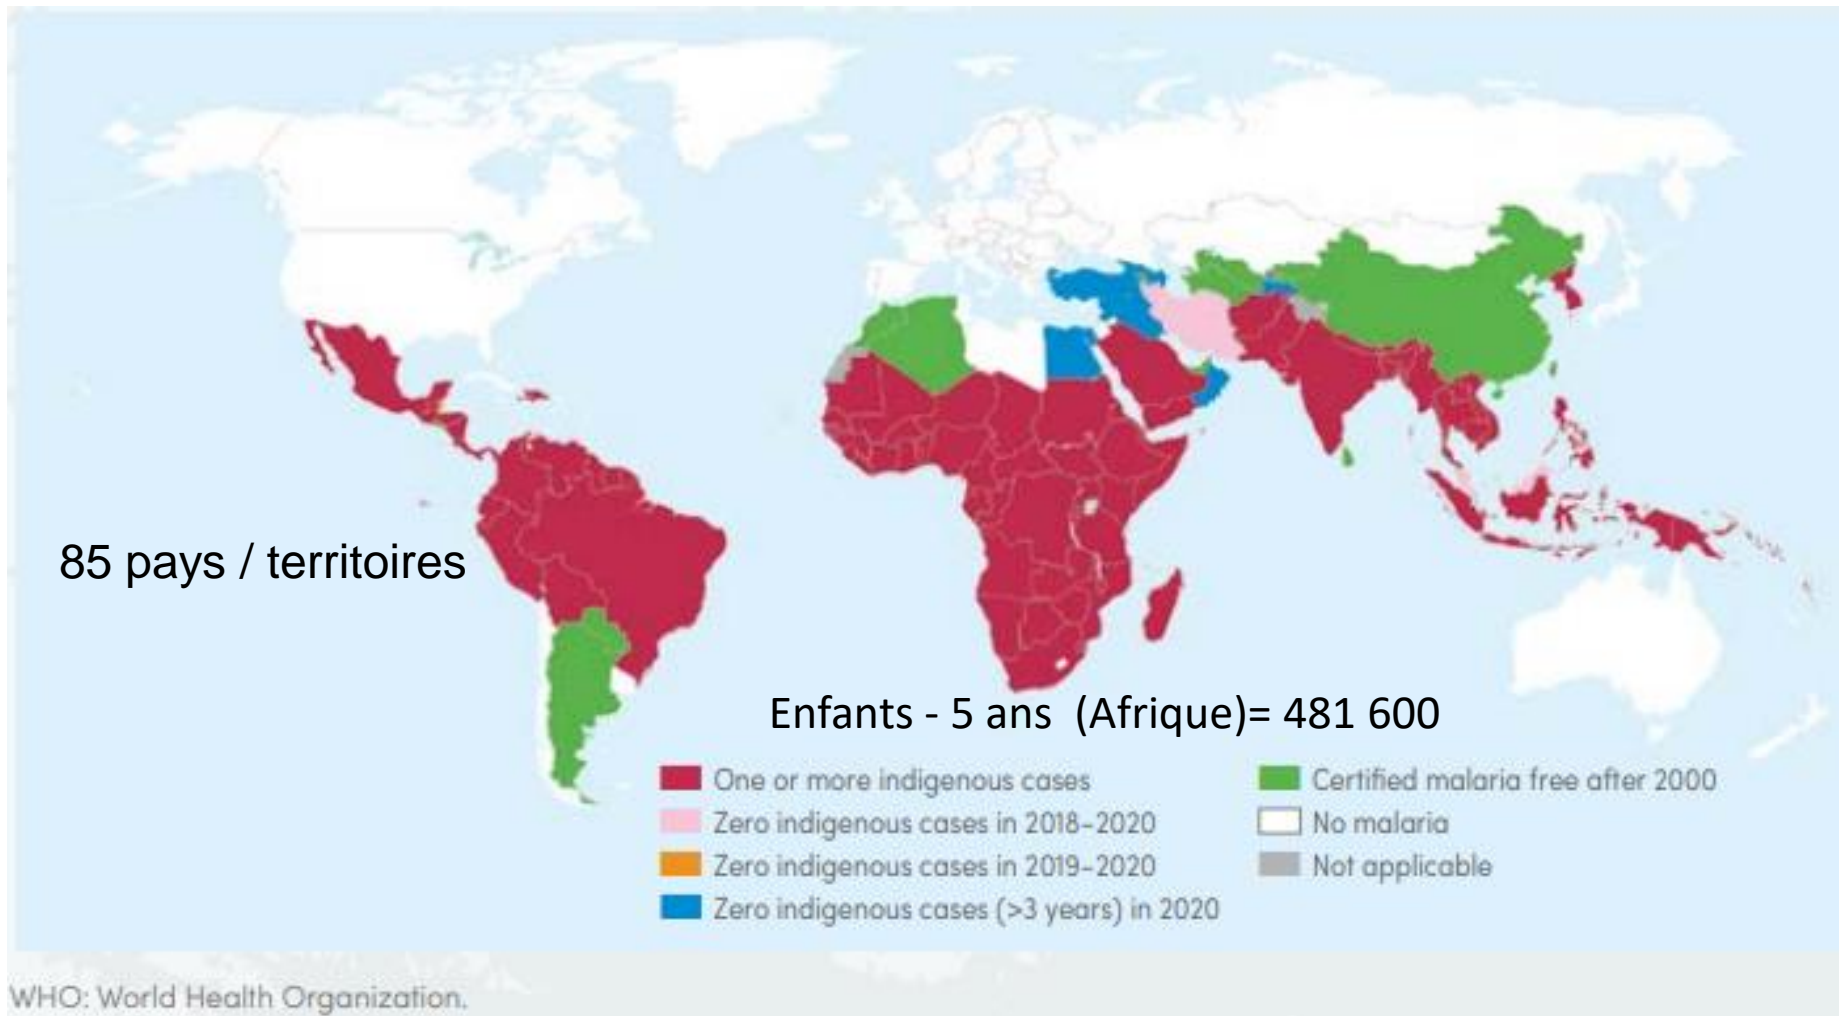 85 pays / territoires
Enfants - 5 ans (Afrique)= 481 600
One or more indigenous cases
Zero indigenous cases in 2018–2020
Zero indigenous cases in 2019–2020
Zero indigenous cases (>3 years) in 2020
Certified malaria free after 2000
No malaria
Not applicable
WHO: World Health Organization.